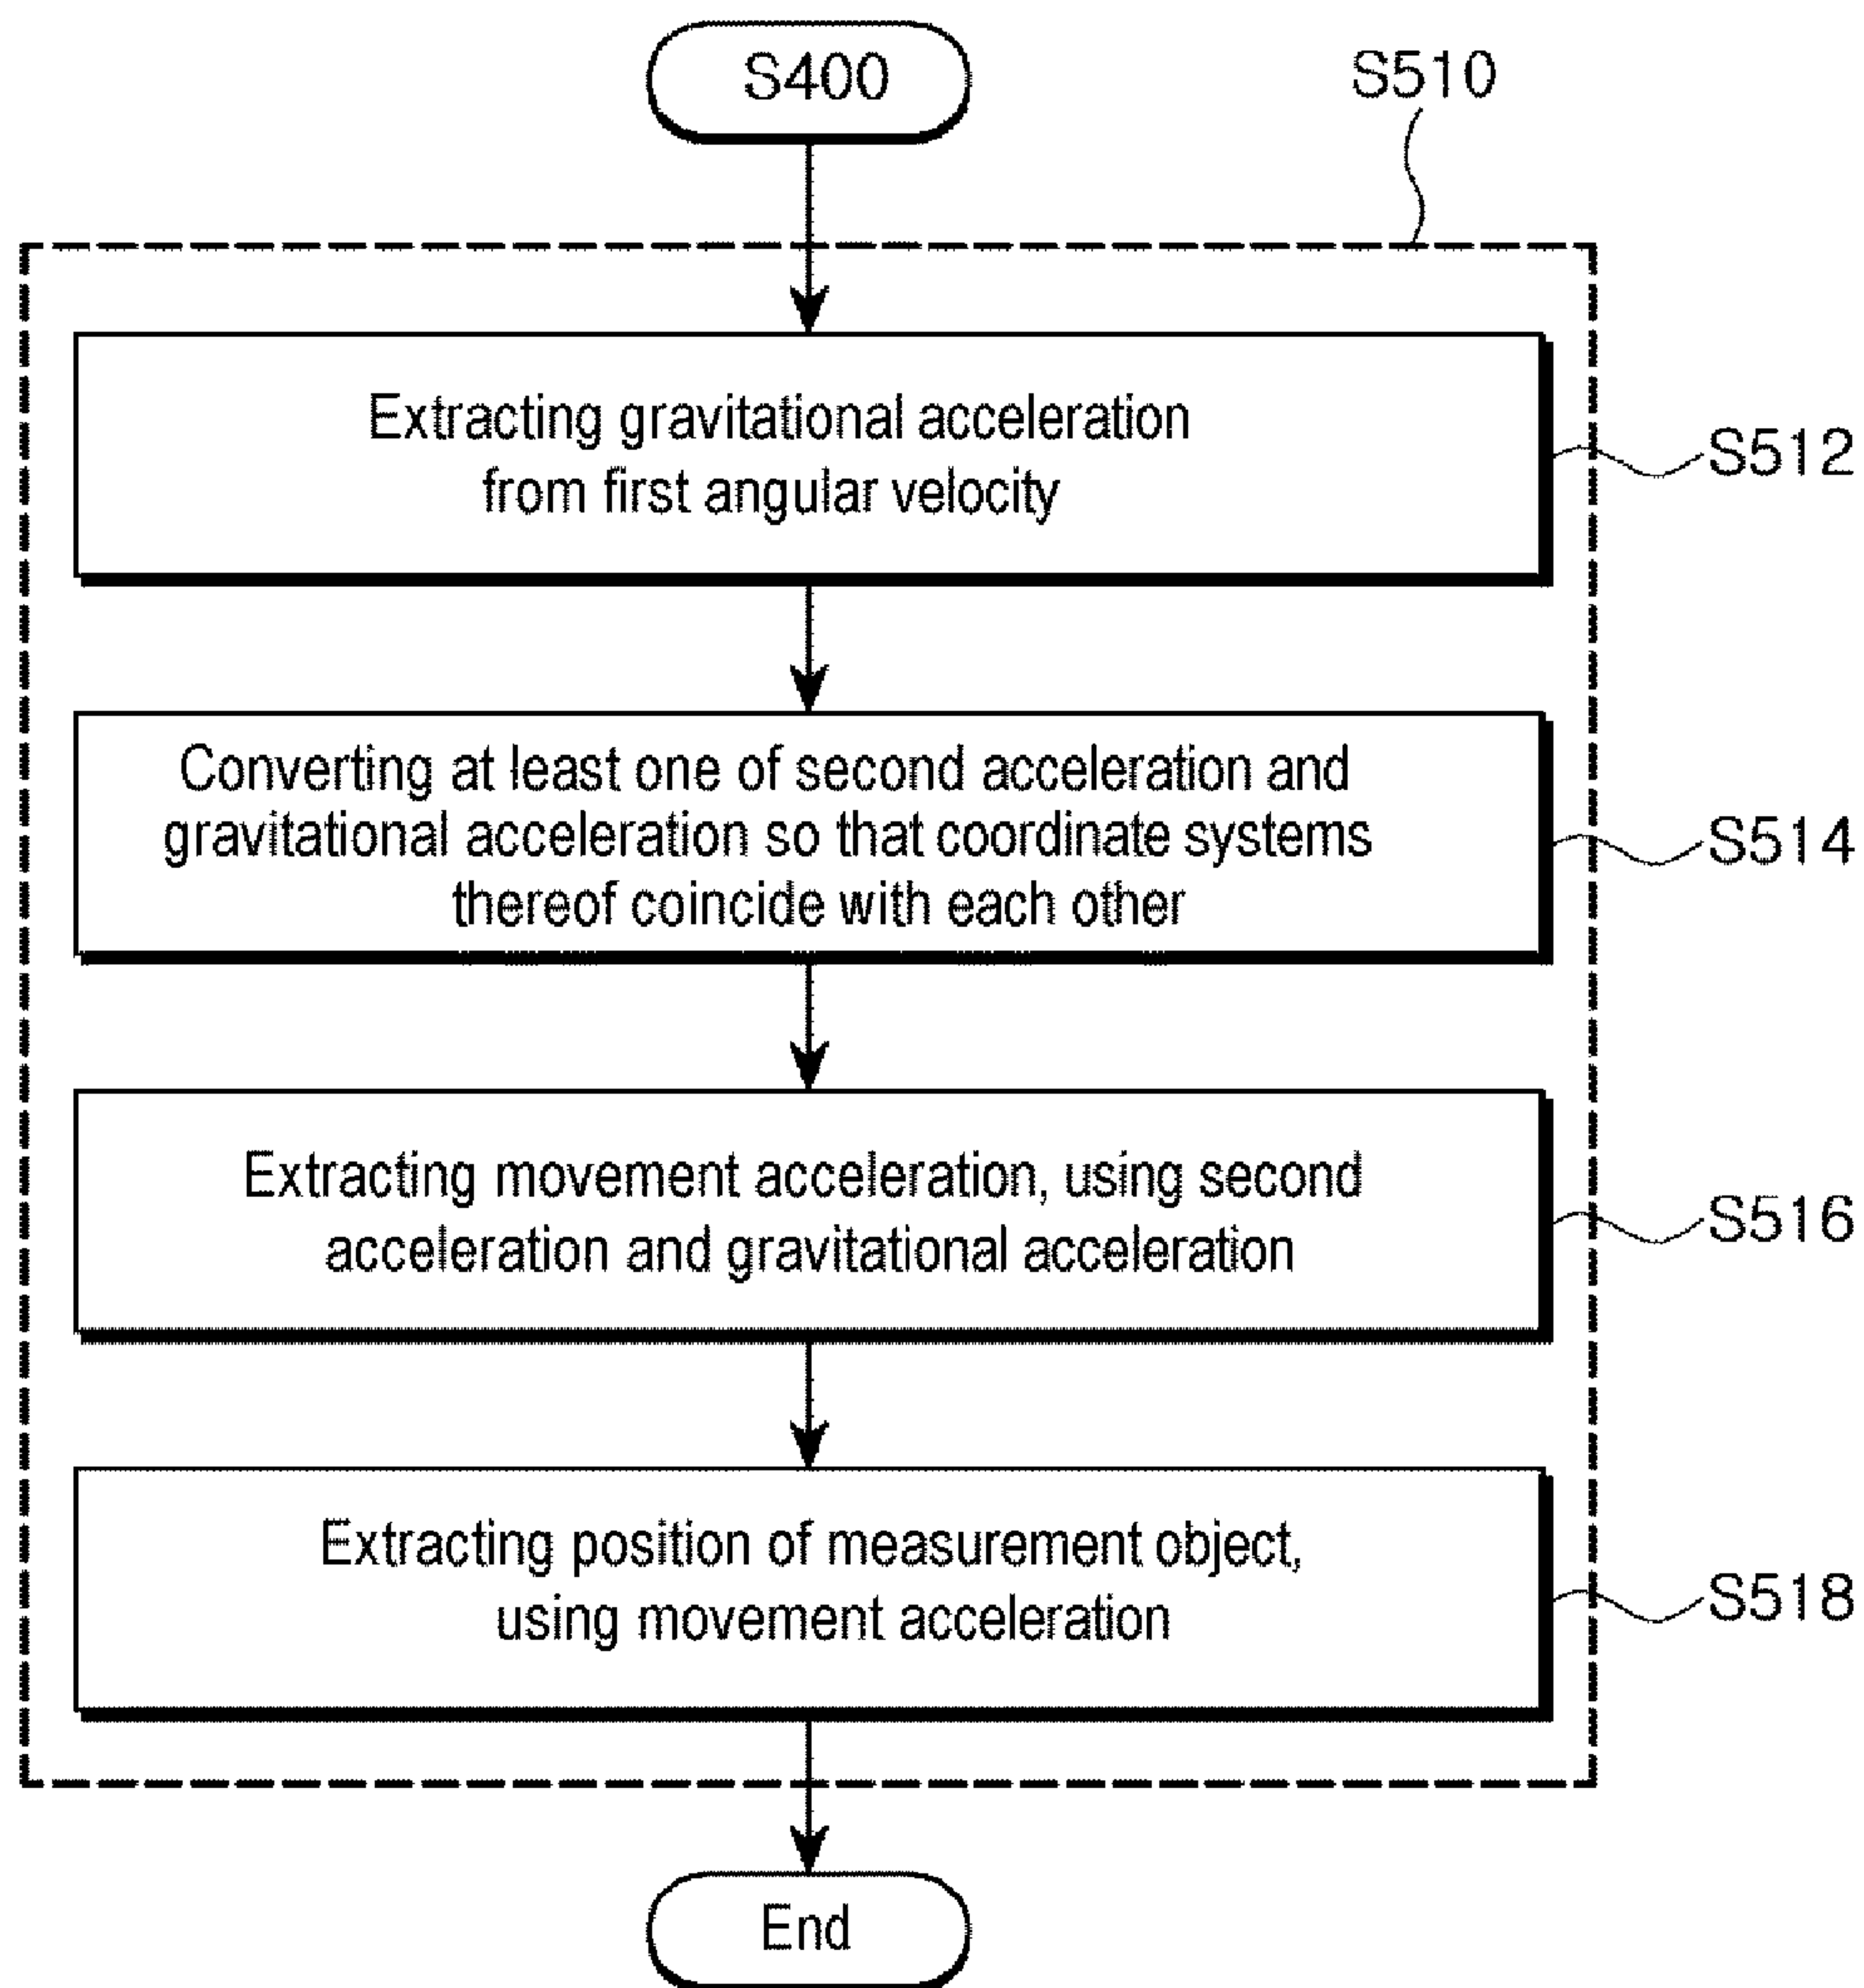 S400
S510
Extracting gravitational acceleration
from first angular velocity
S512
Converting at least one of second acceleration and
gravitational acceleration so that coordinate systems
thereof coincide with each other
S514
Extracting movement acceleration, using second
acceleration and gravitational acceleration
S516
Extracting position of measurement object,
using movement acceleration
S518
End